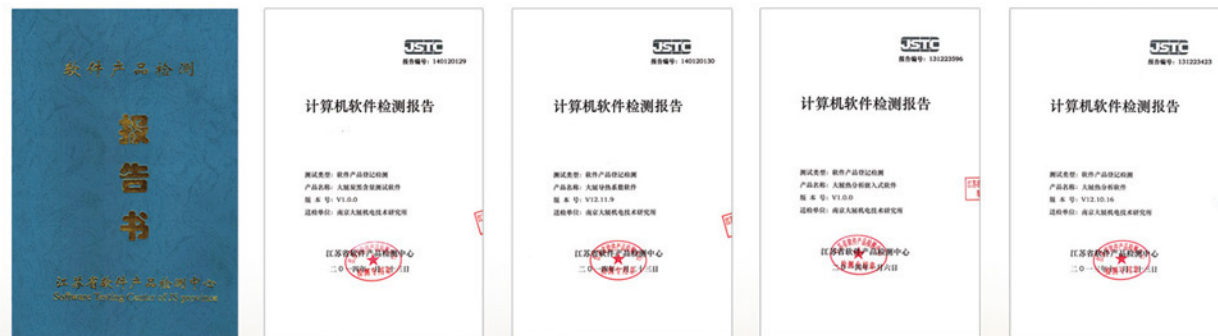 软件产品检测
报
告
书
江苏省软件产品检测中心
Software Testing Center of JS province
JSTC
报告编号：140120129
计算机软件检测报告
测试类型：软件产品登记检测
产品名称：大展炭黑含量测试软件
版 本 号：V1.0.0
送检单位：南京大展机电技术研究所
江苏省软件产品检测中心
JSTC
报告编号：140120130
计算机软件检测报告
测试类型：软件产品登记检测
产品名称：大展导热系数软件
版 本 号：V12.11.9
送检单位：南京大展机电技术研究所
江苏省软件产品检测中心
JSTC
报告编号：131223596
计算机软件检测报告
测试类型：软件产品登记检测
产品名称：大展热分析嵌入式软件
版 本 号：V1.0.0
送检单位：南京大展机电技术研究所
江苏省软件产品检测中心
JSTC
报告编号：131223423
计算机软件检测报告
测试类型：软件产品登记检测
产品名称：大展热分析软件
版 本 号：V12.10.16
送检单位：南京大展机电技术研究所
江苏省软件产品检测中心